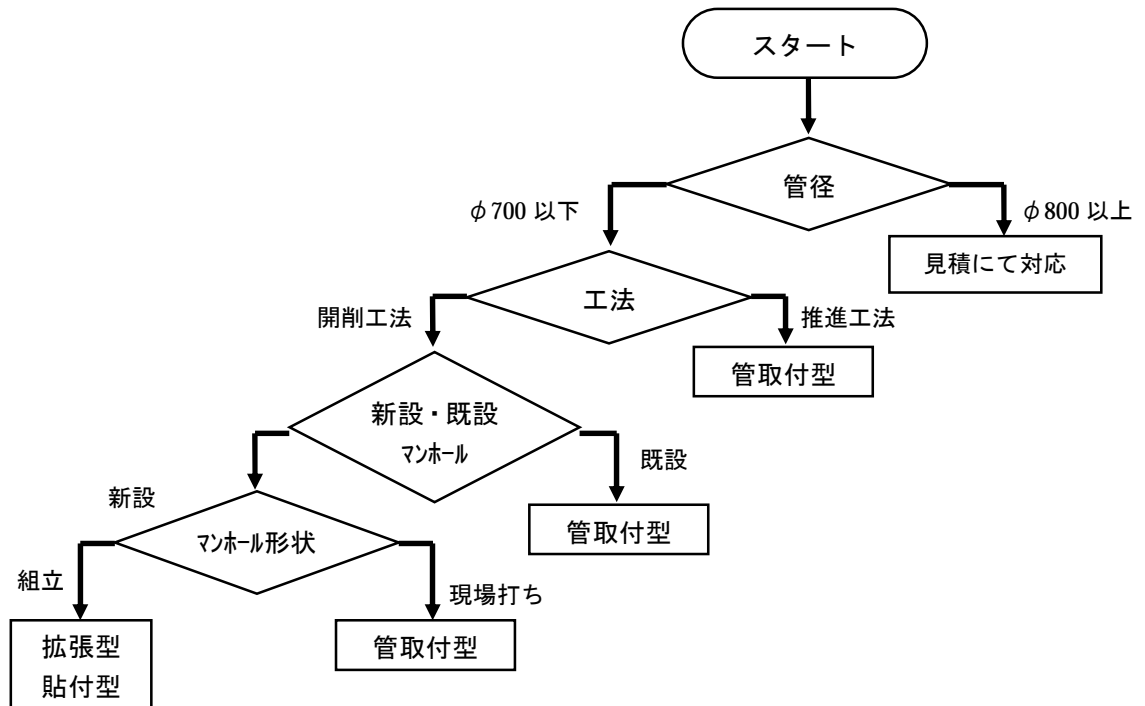 スタート
管径
φ700 以下
φ800 以上
見積にて対応
工法
開削工法
推進工法
管取付型
新設・既設
ﾏﾝﾎｰﾙ
既設
管取付型
新設
ﾏﾝﾎｰﾙ形状
組立
現場打ち
拡張型
貼付型
管取付型